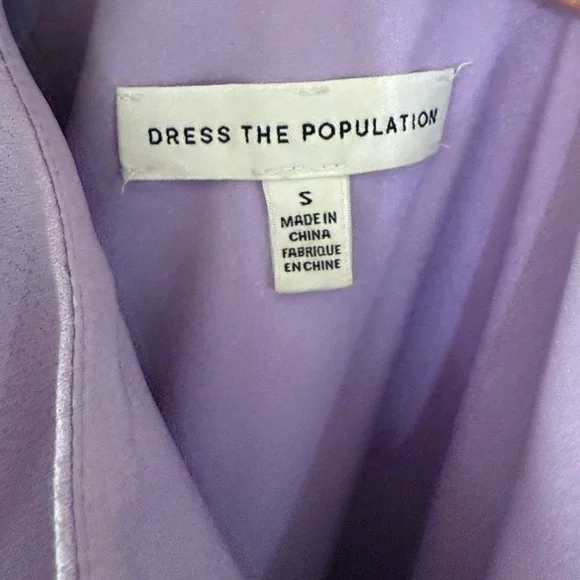 DRESS THE POPULATION
S
MADE IN
CHINA
FABRIQUE
EN CHINE